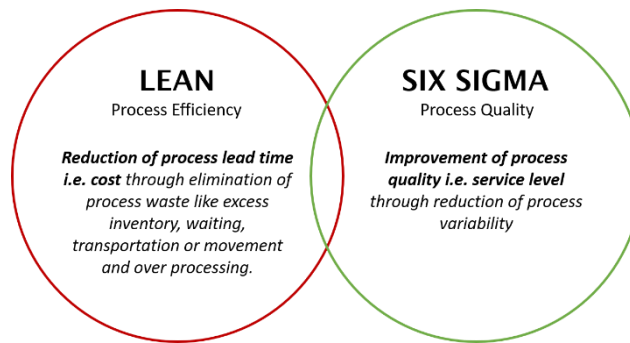 LEAN
Process Efficiency
Reduction of process lead time
i.e. cost through elimination of
process waste like excess
inventory, waiting,
transportation or movement
and over processing.
SIX SIGMA
Process Quality
Improvement of process
quality i.e. service level
through reduction of process
variability